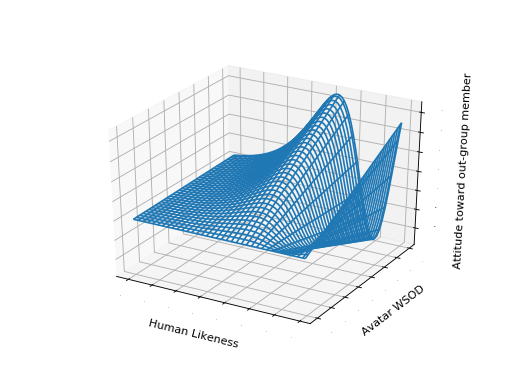 Human Likeness
Avatar WSOD
Attitude toward out-group member